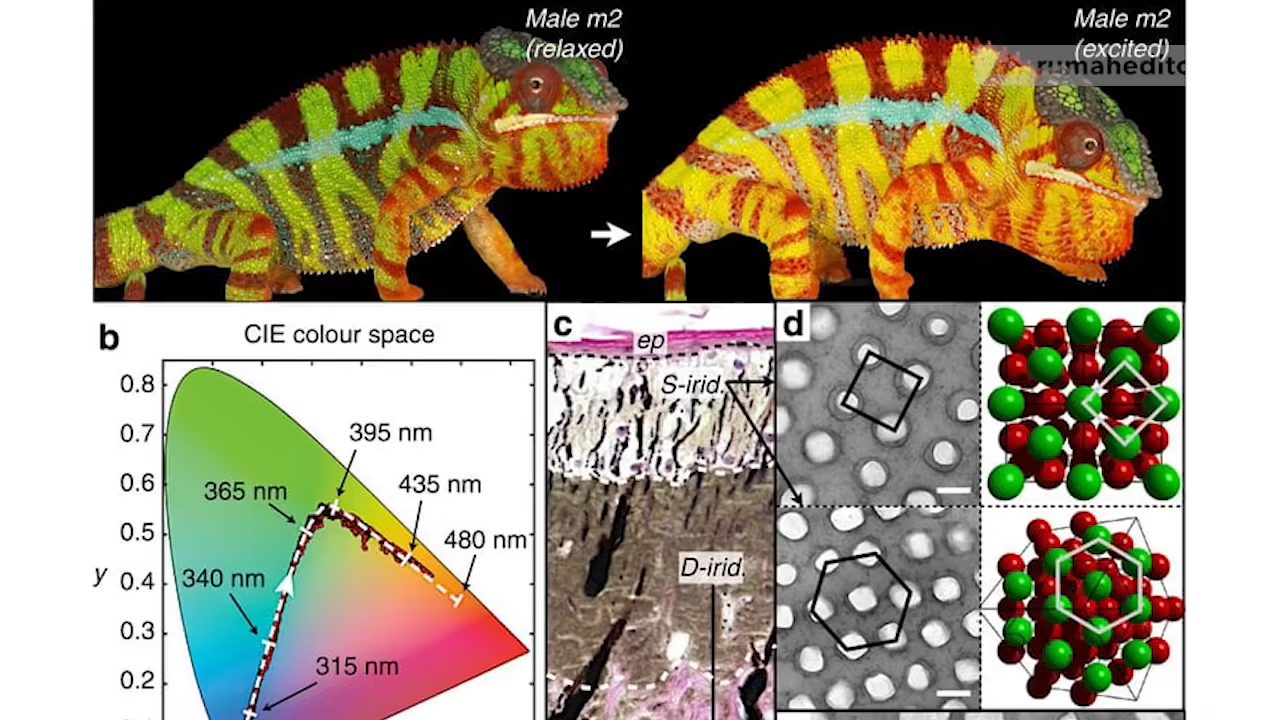 Male m2
(relaxed)
Male m2
(excited)
rumahedito
b
CIE colour space
0.8
0.7
0.6
0.5
0.4
0.3
0.2
y
395 nm
365 nm
435 nm
480 nm
340 nm
315 nm
c
ep
S-irid.
D-irid.
d